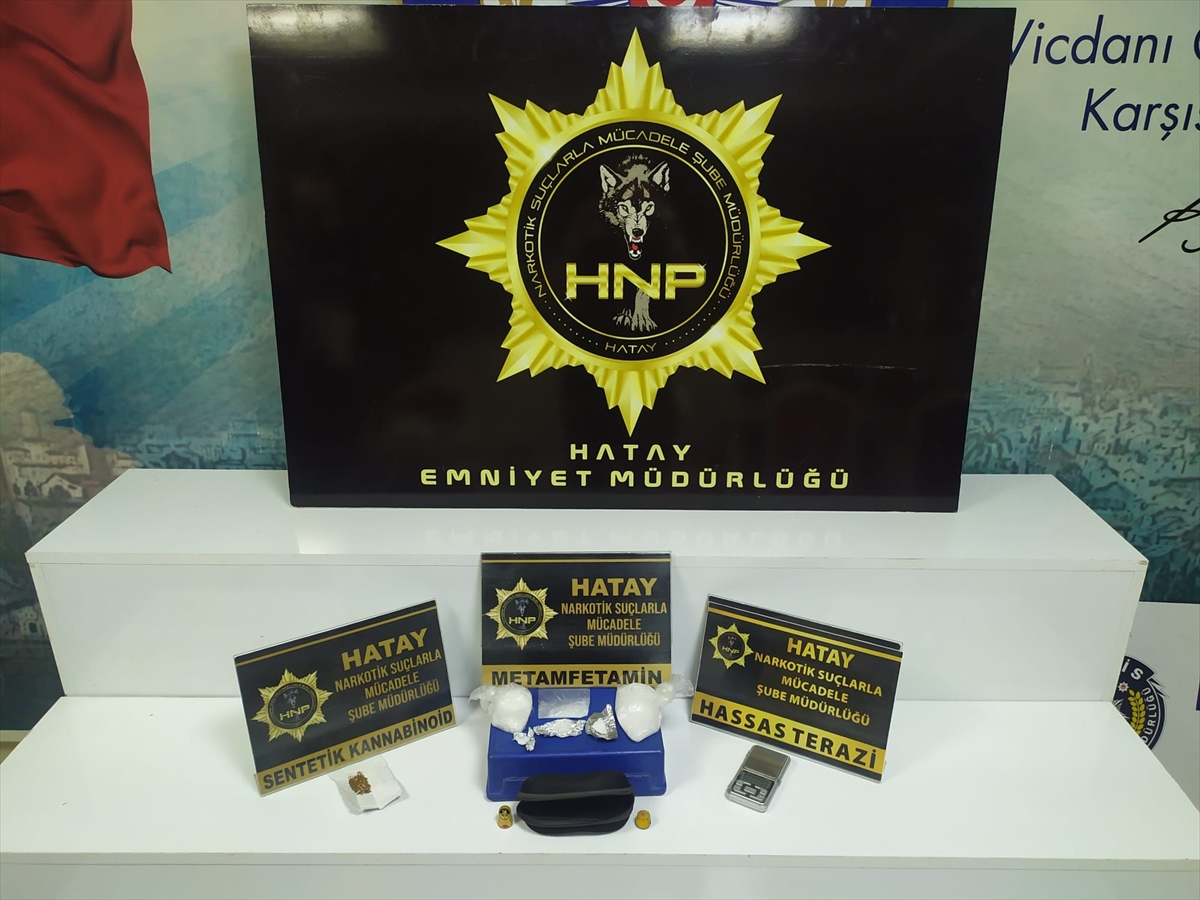 Vicdanı
Karşıs
NARKOTİK SUÇLARLA MÜCADELE ŞUBE MÜDÜRLÜĞÜ
HNP
HATAY
HATAY
EMNİYET MÜDÜRLÜĞÜ
HATAY
NARKOTİK SUÇLARLA
MÜCADELE
ŞUBE MÜDÜRLÜĞÜ
HNP
METAMFETAMİN
HATAY
NARKOTİK SUÇLARLA
MÜCADELE
ŞUBE MÜDÜRLÜĞÜ
HNP
SENTETİK KANNABİNOİD
HATAY
NARKOTİK SUÇLARLA
MÜCADELE
ŞUBE MÜDÜRLÜĞÜ
HNP
HASSAS TERAZİ